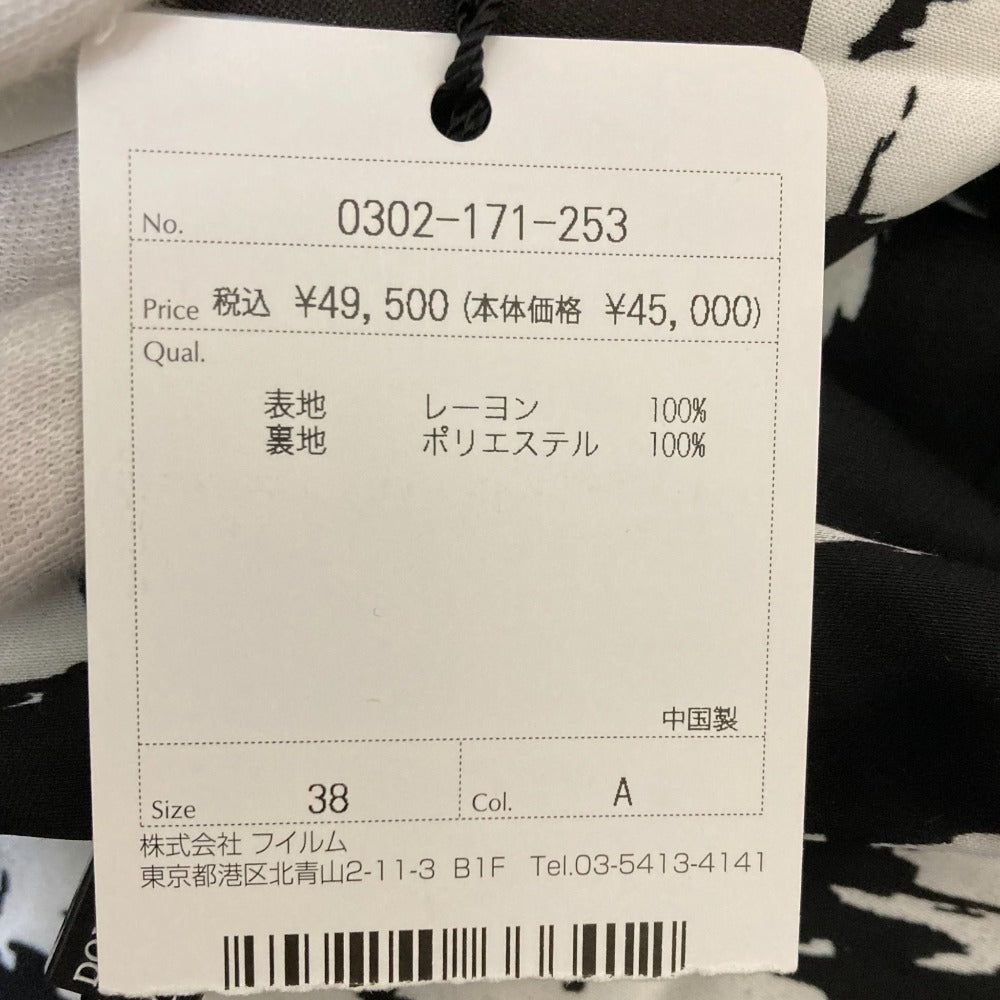 No. 0302-171-253
Price 税込 ¥49,500 (本体価格 ¥45,000)
Qual.
表地 レーヨン 100%
裏地 ポリエステル 100%
中国製
Size 38 Col. A
株式会社 フイルム
東京都港区北青山2-11-3 B1F Tel.03-5413-4141